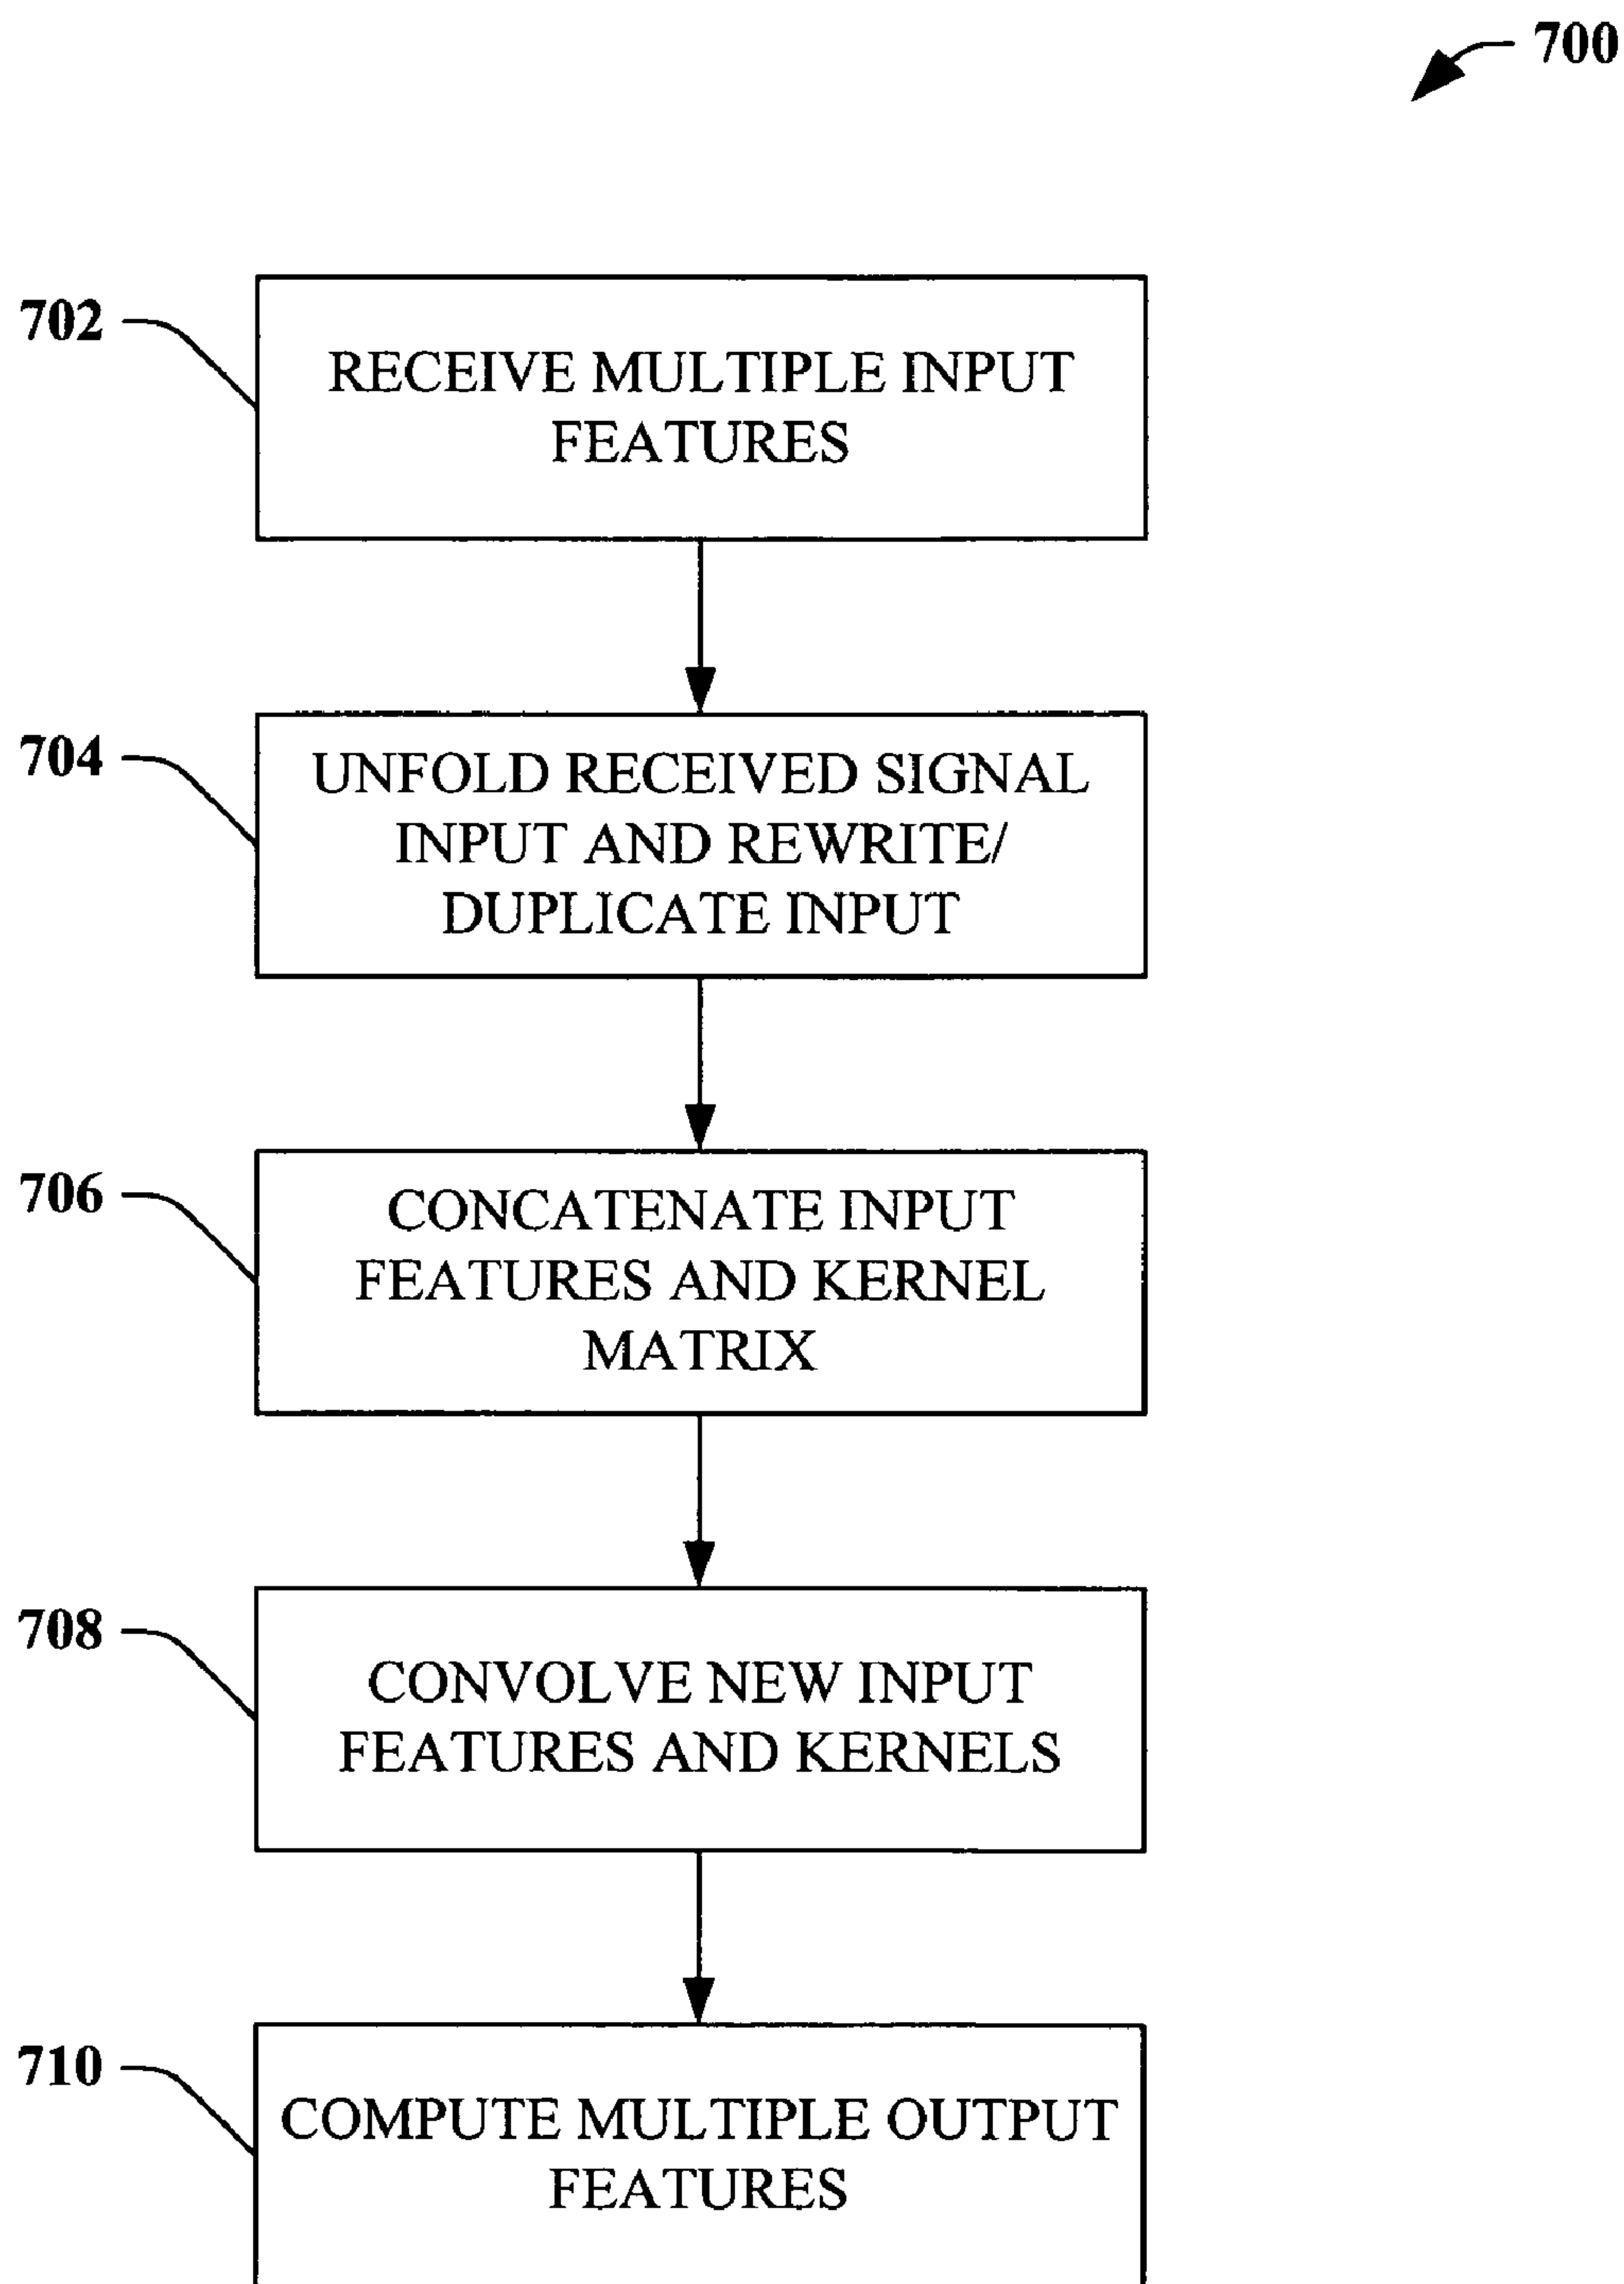 700
702
RECEIVE MULTIPLE INPUT
FEATURES
704
UNFOLD RECEIVED SIGNAL
INPUT AND REWRITE/
DUPLICATE INPUT
706
CONCATENATE INPUT
FEATURES AND KERNEL
MATRIX
708
CONVOLVE NEW INPUT
FEATURES AND KERNELS
710
COMPUTE MULTIPLE OUTPUT
FEATURES